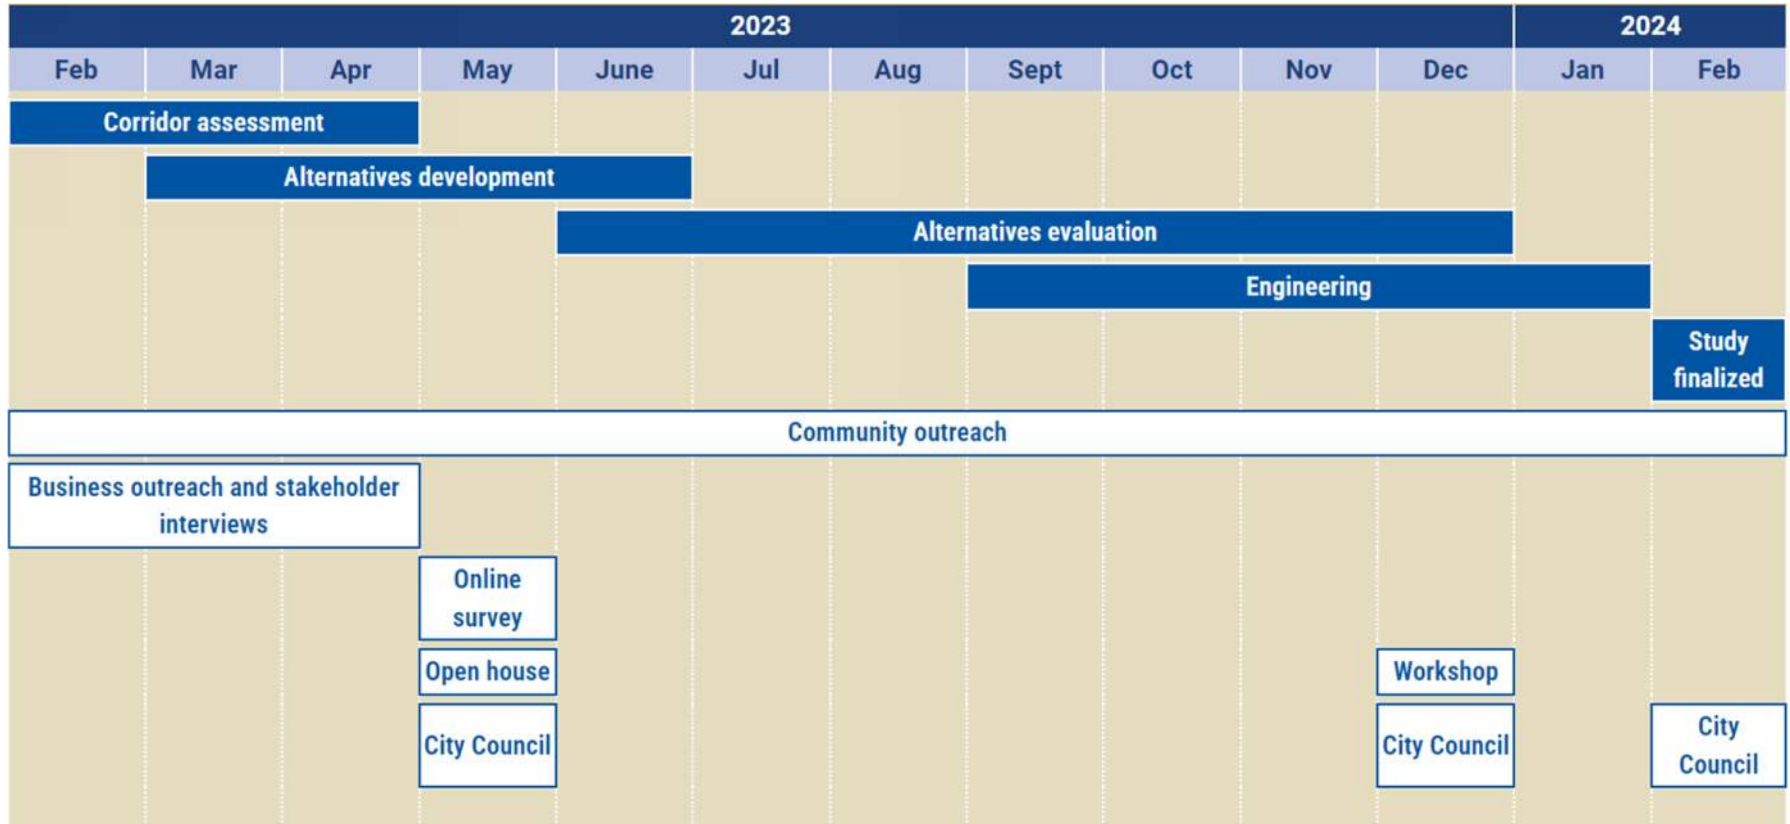 2023 2024
Feb Mar Apr May June Jul Aug Sept Oct Nov Dec Jan Feb
Corridor assessment
Alternatives development
Alternatives evaluation
Engineering
Study
finalized
Community outreach
Business outreach and stakeholder
interviews
Online
survey
Open house
Workshop
City Council
City Council
City
Council